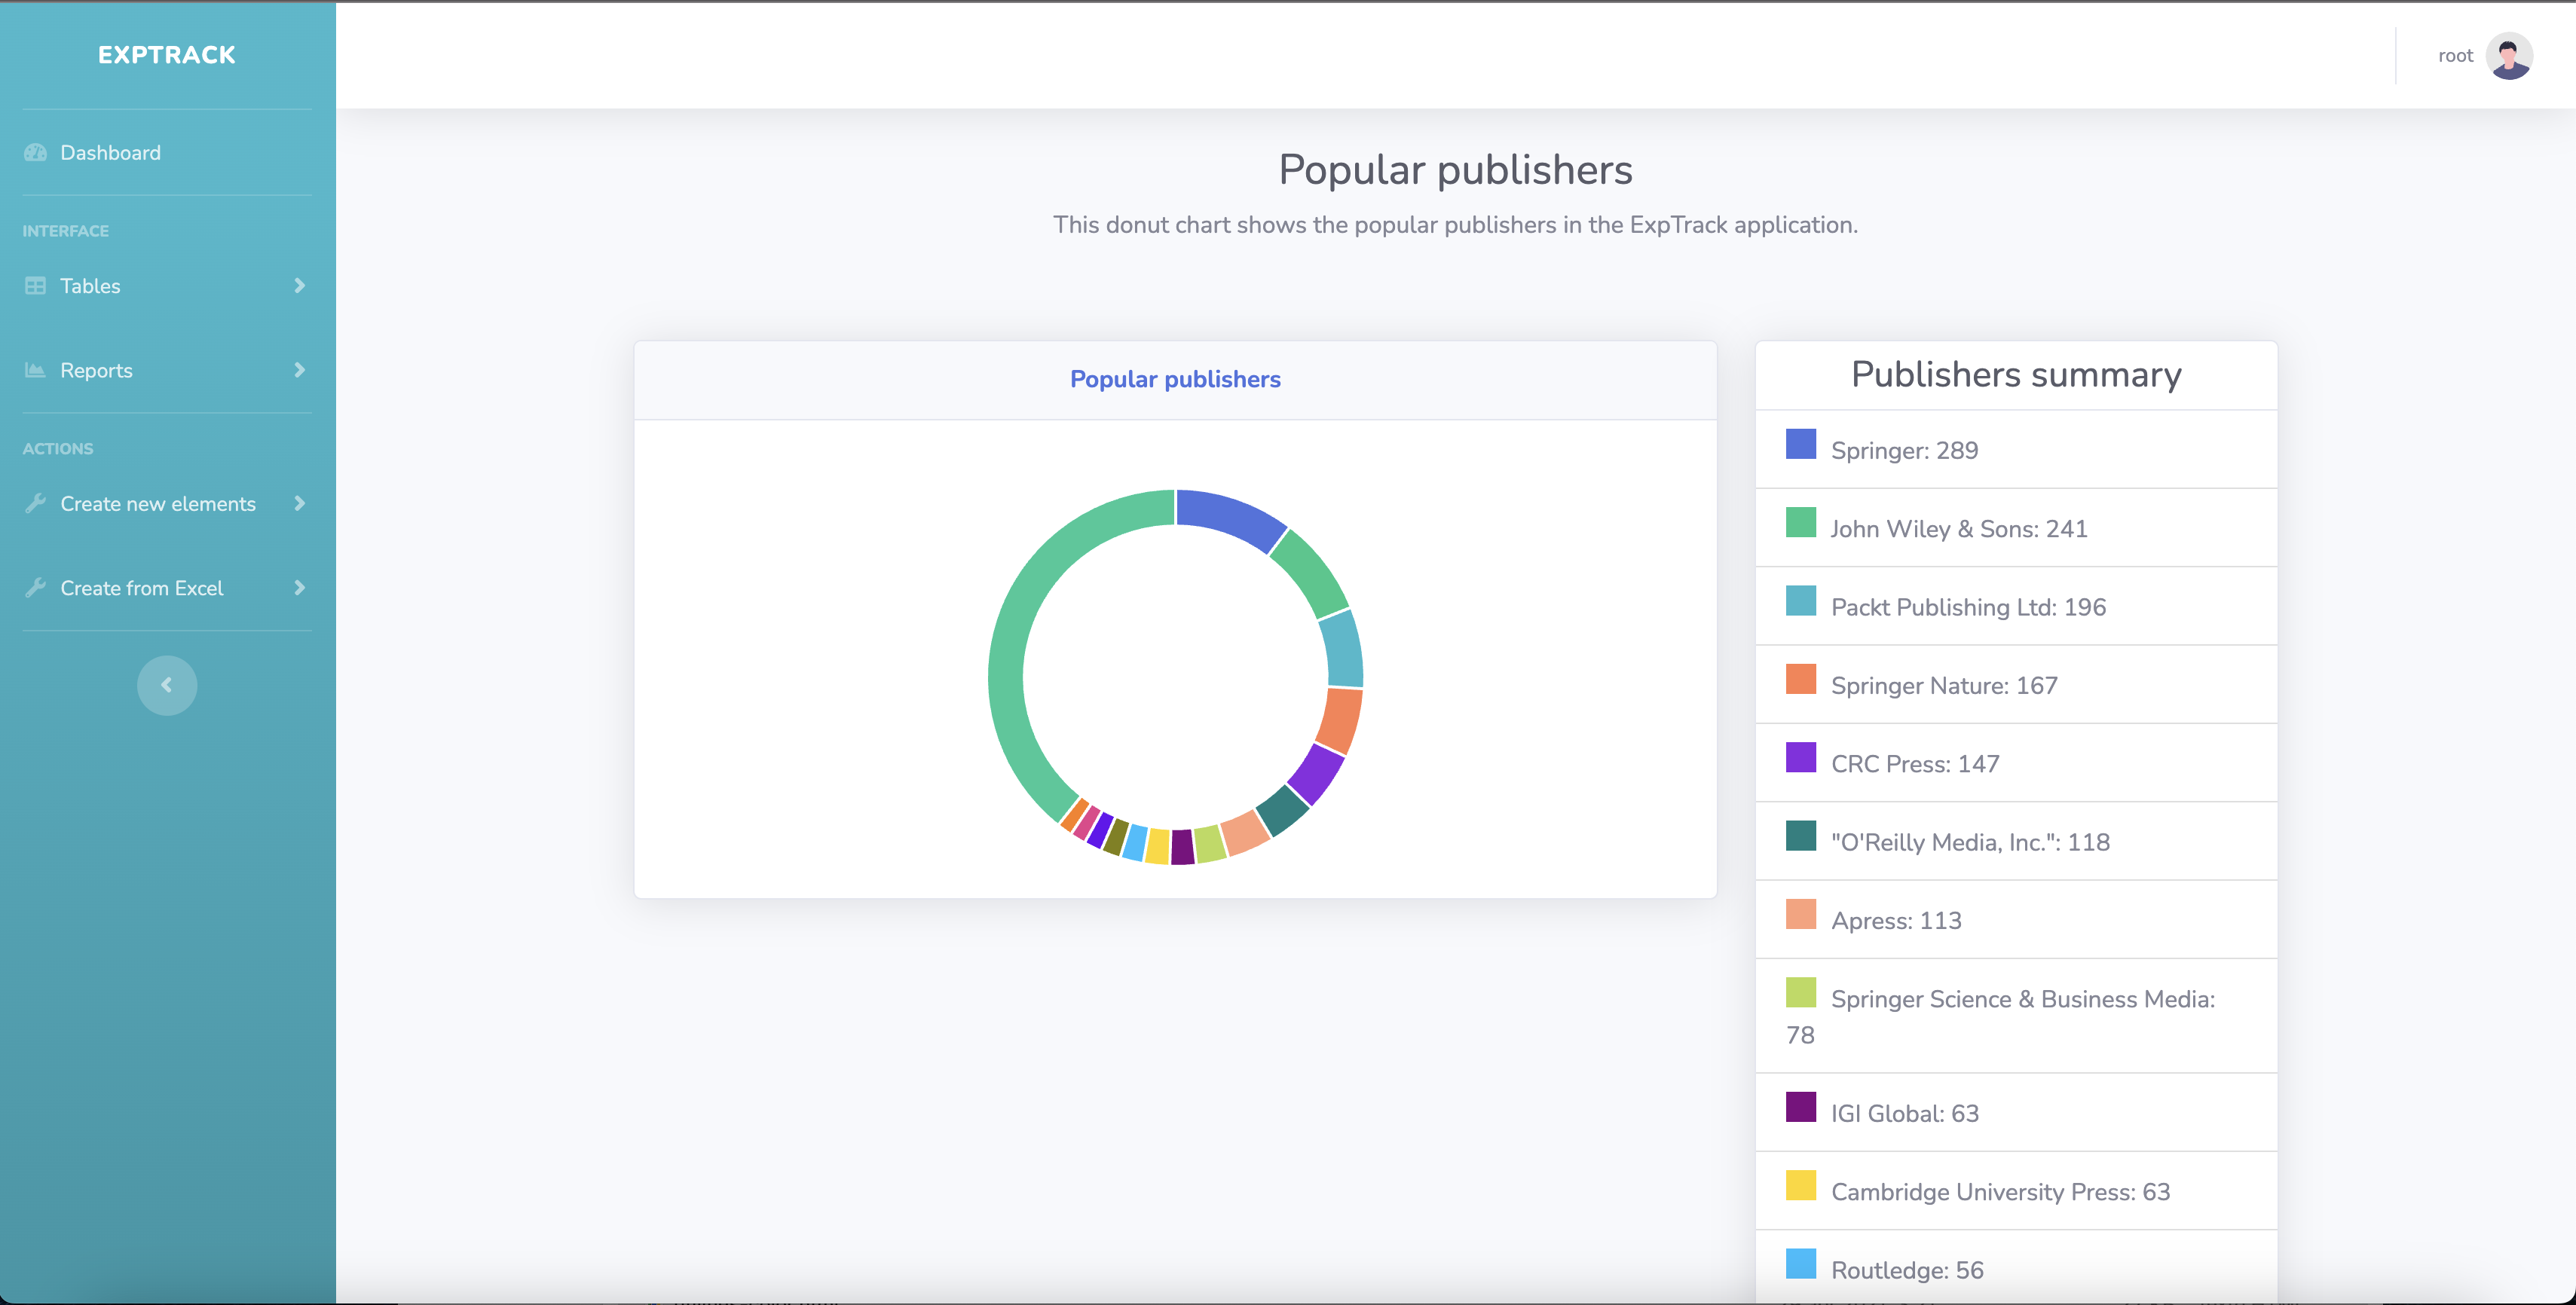 EXPTRACK
root
Dashboard
INTERFACE
Tables
Reports
ACTIONS
Create new elements
Create from Excel
Popular publishers
This donut chart shows the popular publishers in the ExpTrack application.
Popular publishers
Publishers summary
Springer: 289
John Wiley & Sons: 241
Packt Publishing Ltd: 196
Springer Nature: 167
CRC Press: 147
"O'Reilly Media, Inc.": 118
Apress: 113
Springer Science & Business Media:
78
IGI Global: 63
Cambridge University Press: 63
Routledge: 56